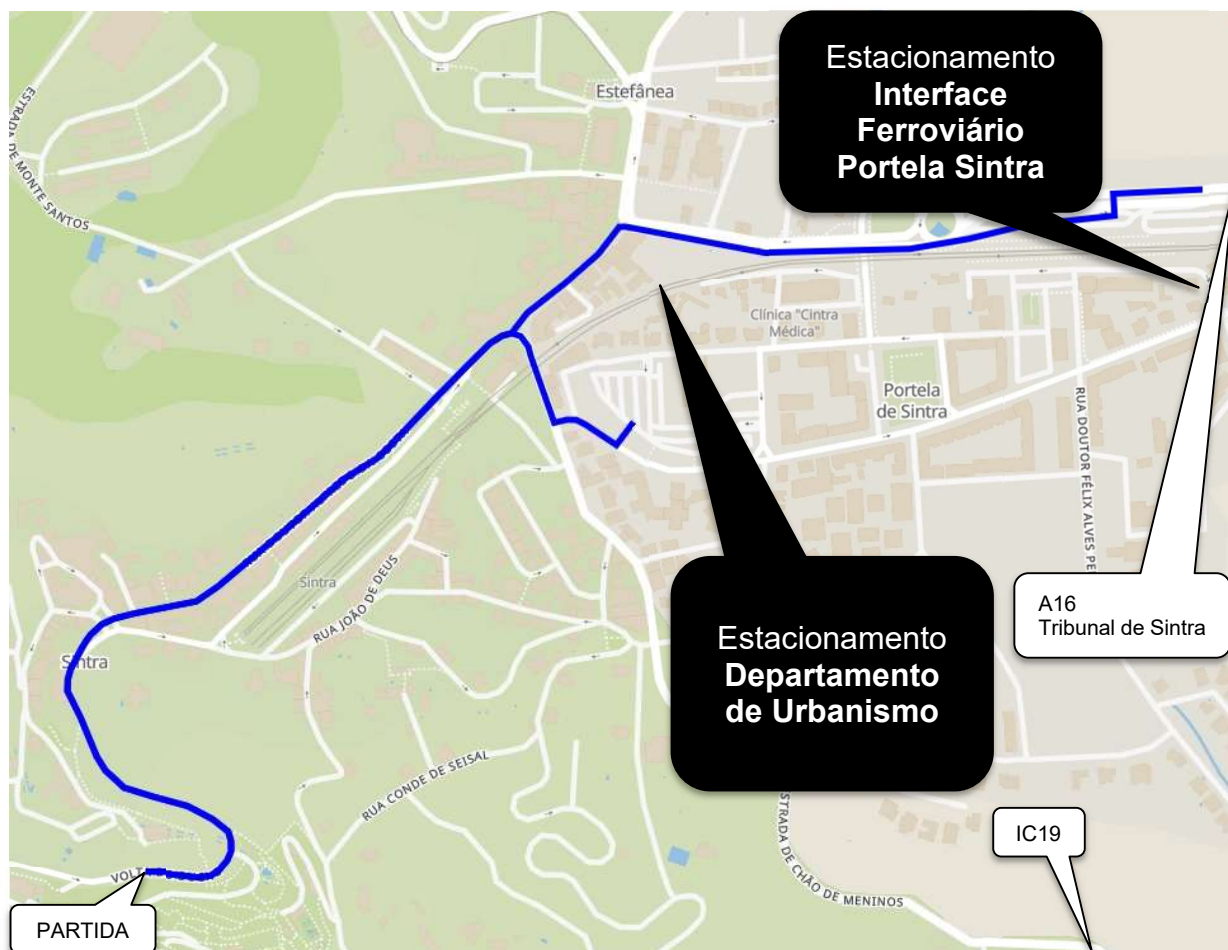 Estacionamento
Interface
Ferroviário
Portela Sintra
Estefânea
ESTRADA DE MONTE SANTOS
Clínica "Cintra
Médica"
Portela
de Sintra
RUA DOUTOR FÉLIX ALVES PE
Sintra
RUA JOÃO DE DEUS
Sintra
A16
Tribunal de Sintra
Estacionamento
Departamento
de Urbanismo
RUA CONDE DE SEISAL
STRADA DE CHÃO DE MENINOS
IC19
PARTIDA